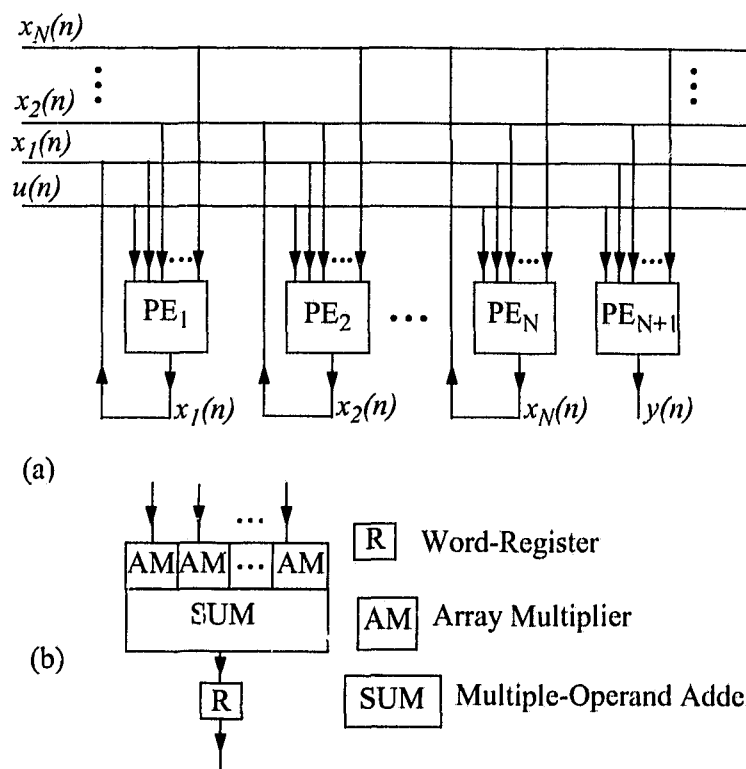 x_N(n)
x_2(n)
x_1(n)
u(n)
PE_1 PE_2 PE_N PE_{N+1}
x_1(n) x_2(n) x_N(n) y(n)
(a)
R Word-Register
AM AM ... AM
SUM
AM Array Multiplier
(b)
R
SUM Multiple-Operand Adde